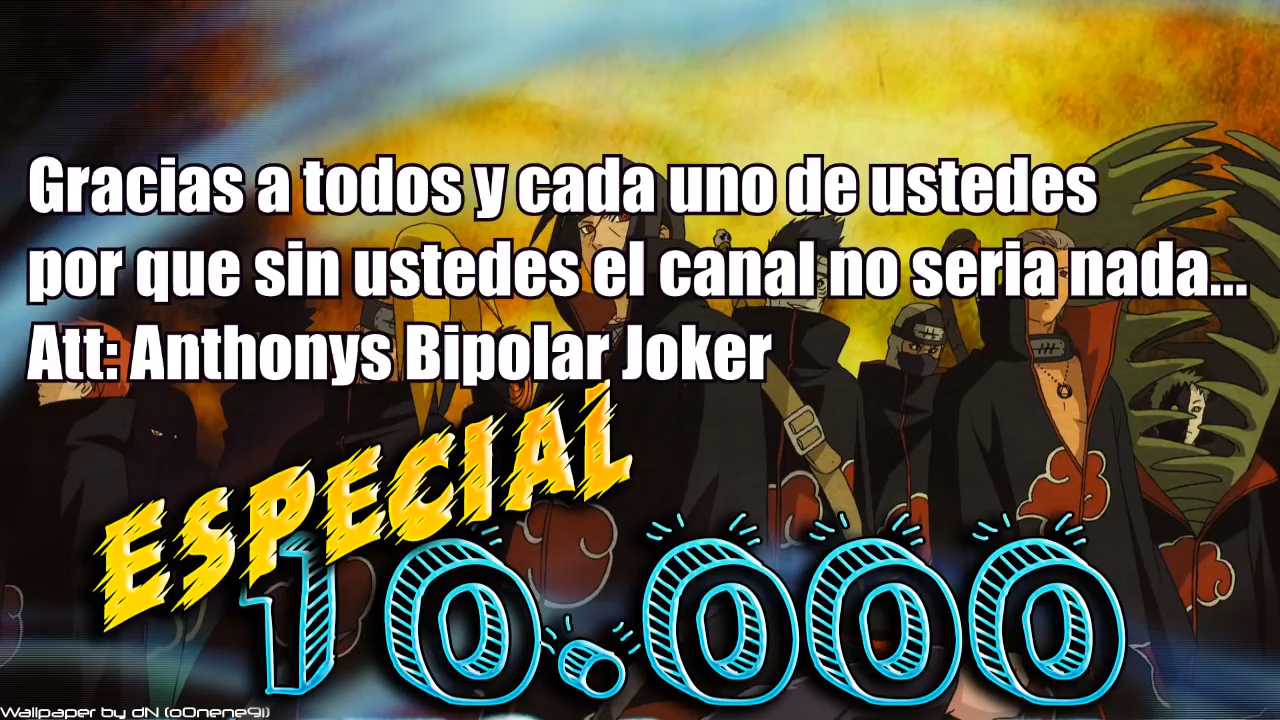 Gracias a todos y cada uno de ustedes
por que sin ustedes el canal no seria nada...
Att: Anthonys Bipolar Joker
ESPECIAL
10.000
Wallpaper by dN (o0nene91)